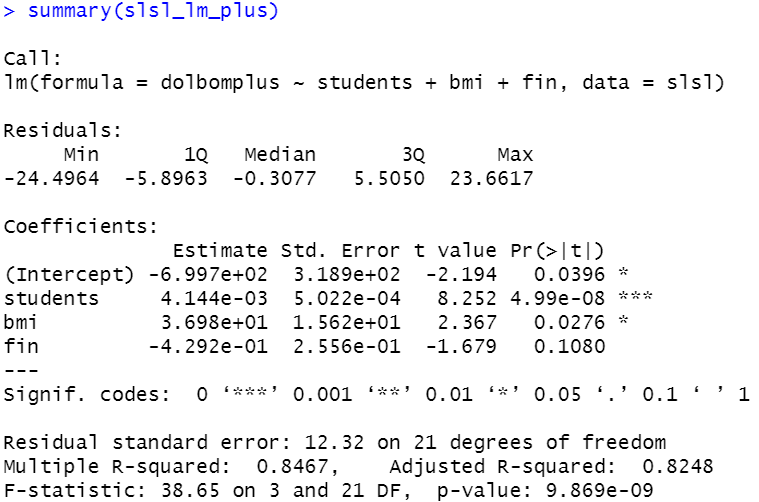 > summary(slsl_lm_plus)

Call:
lm(formula = dolbomplus ~ students + bmi + fin, data = slsl)

Residuals:
     Min       1Q   Median       3Q      Max
-24.4964  -5.8963  -0.3077   5.5050  23.6617

Coefficients:
              Estimate Std. Error t value Pr(>|t|)
(Intercept) -6.997e+02  3.189e+02  -2.194   0.0396 *
students     4.144e-03  5.022e-04   8.252 4.99e-08 ***
bmi          3.698e+01  1.562e+01   2.367   0.0276 *
fin         -4.292e-01  2.556e-01  -1.679   0.1080
---
Signif. codes:  0 ‘***’ 0.001 ‘**’ 0.01 ‘*’ 0.05 ‘.’ 0.1 ‘ ’ 1

Residual standard error: 12.32 on 21 degrees of freedom
Multiple R-squared:  0.8467,    Adjusted R-squared:  0.8248
F-statistic: 38.65 on 3 and 21 DF,  p-value: 9.869e-09